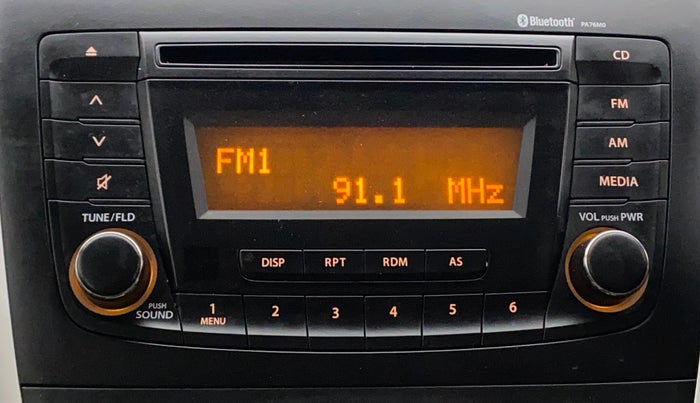 Bluetooth PA76M0
CD
FM
AM
MEDIA
FM1
91.1 MHz
TUNE/FLD
VOL PUSH PWR
DISP RPT RDM AS
PUSH SOUND
1 MENU 2 3 4 5 6